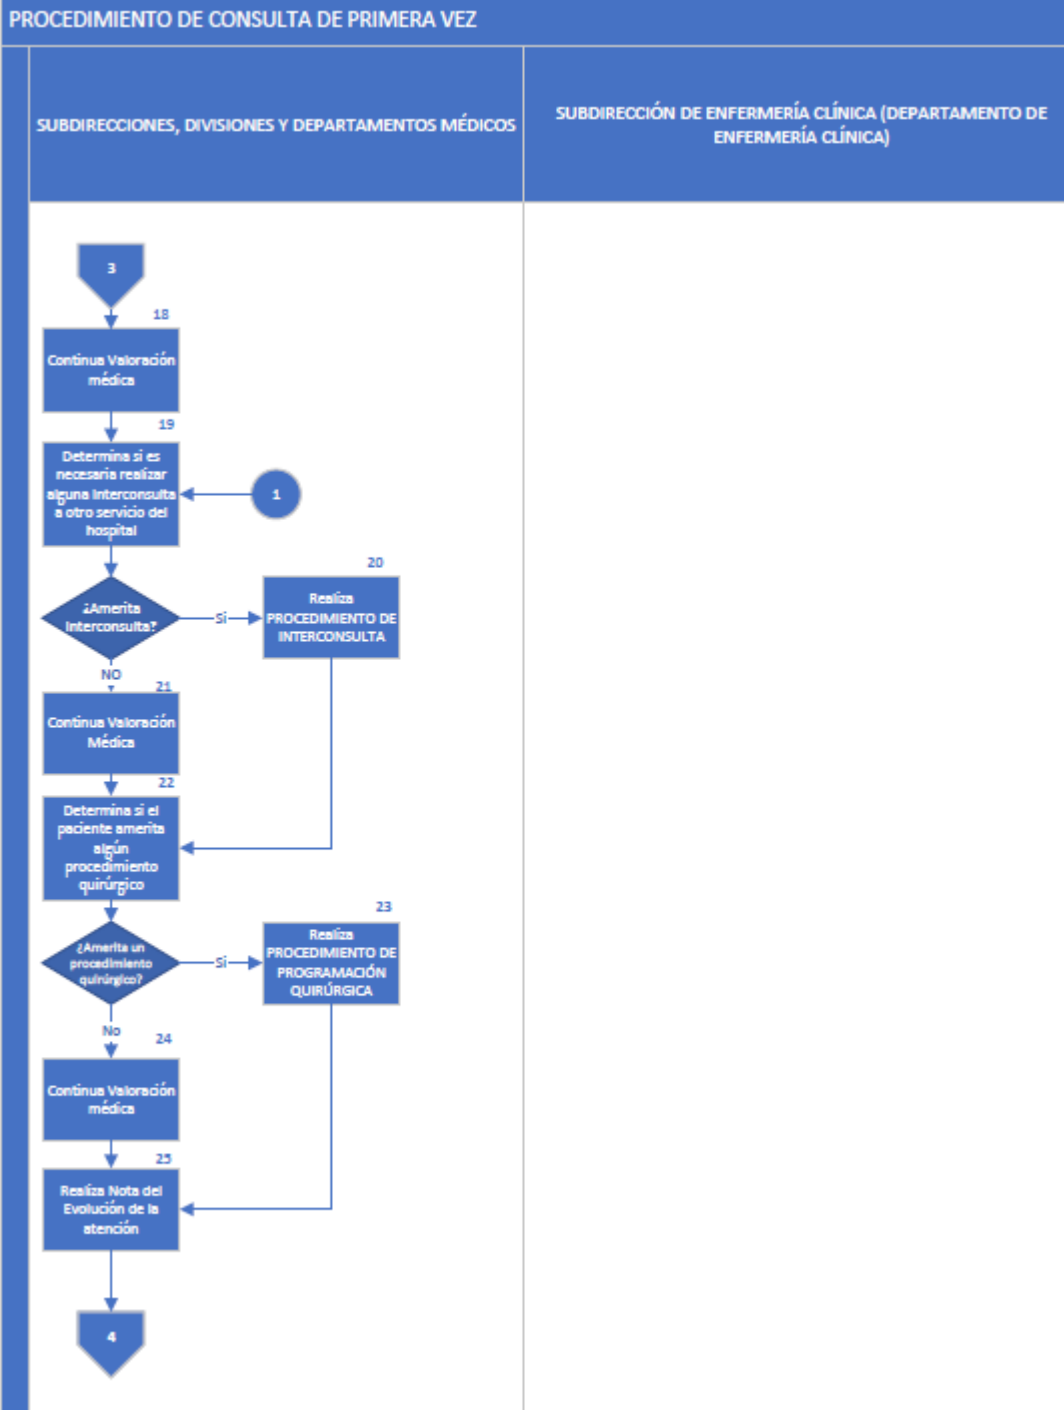 PROCEDIMIENTO DE CONSULTA DE PRIMERA VEZ
SUBDIRECCIONES, DIVISIONES Y DEPARTAMENTOS MÉDICOS
SUBDIRECCIÓN DE ENFERMERÍA CLÍNICA (DEPARTAMENTO DE
ENFERMERÍA CLÍNICA)
3
18
Continua Valoración
médica
19
Determina si es
necesaria realizar
alguna Interconsulta
a otro servicio del
hospital
1
¿Amerita
Interconsulta?
Si
20
Realiza
PROCEDIMIENTO DE
INTERCONSULTA
NO
21
Continua Valoración
Médica
22
Determina si el
paciente amerita
algún
procedimiento
quirúrgico
¿Amerita un
procedimiento
quirúrgico?
Si
23
Realiza
PROCEDIMIENTO DE
PROGRAMACIÓN
QUIRÚRGICA
No
24
Continua Valoración
médica
25
Realiza Nota del
Evolución de la
atención
4